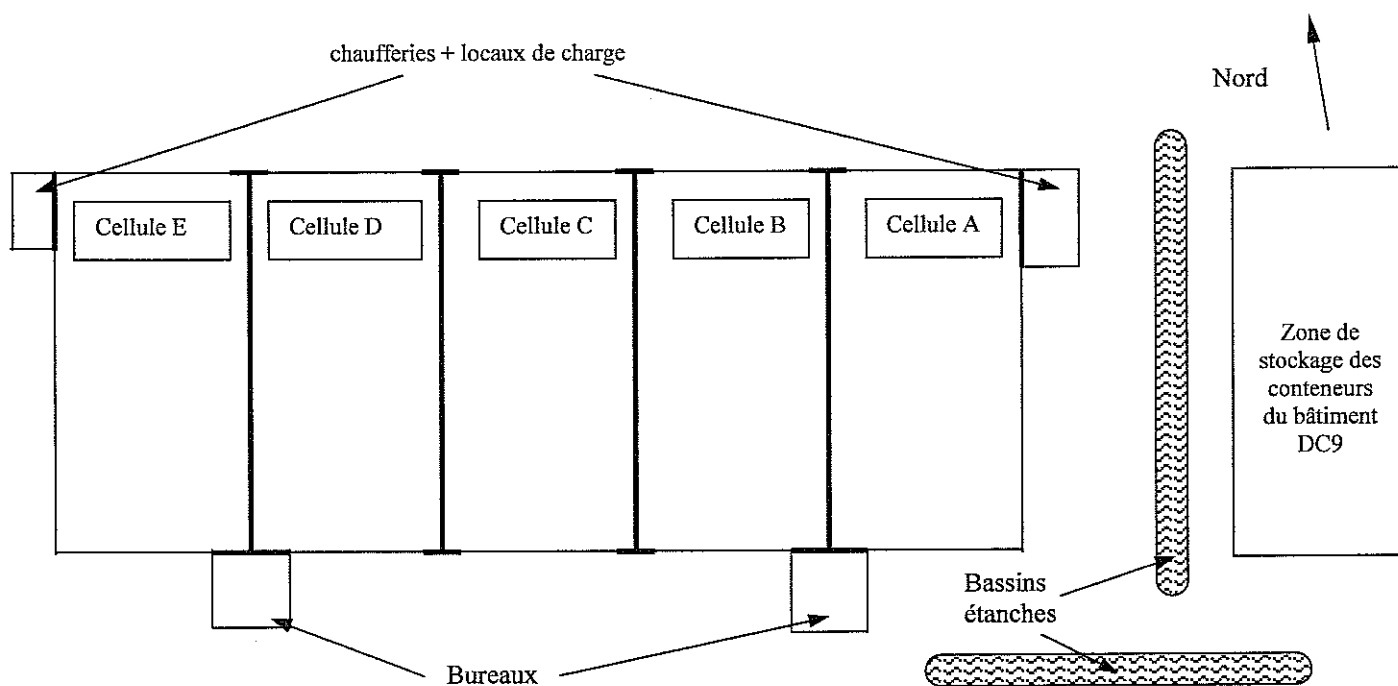 chaufferies + locaux de charge
Nord
Cellule E
Cellule D
Cellule C
Cellule B
Cellule A
Zone de
stockage des
conteneurs
du bâtiment
DC9
Bassins
étanches
Bureaux